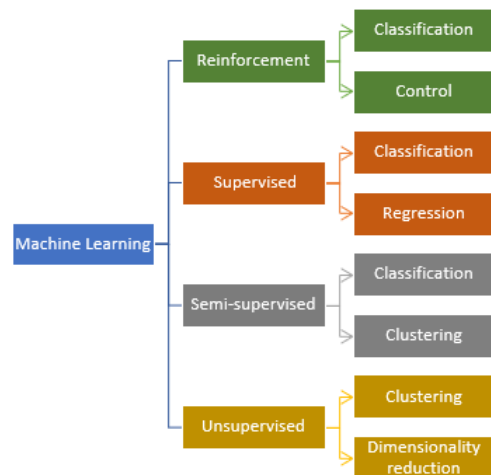 Classification
Reinforcement
Control
Classification
Supervised
Regression
Machine Learning
Classification
Semi-supervised
Clustering
Clustering
Unsupervised
Dimensionality
reduction